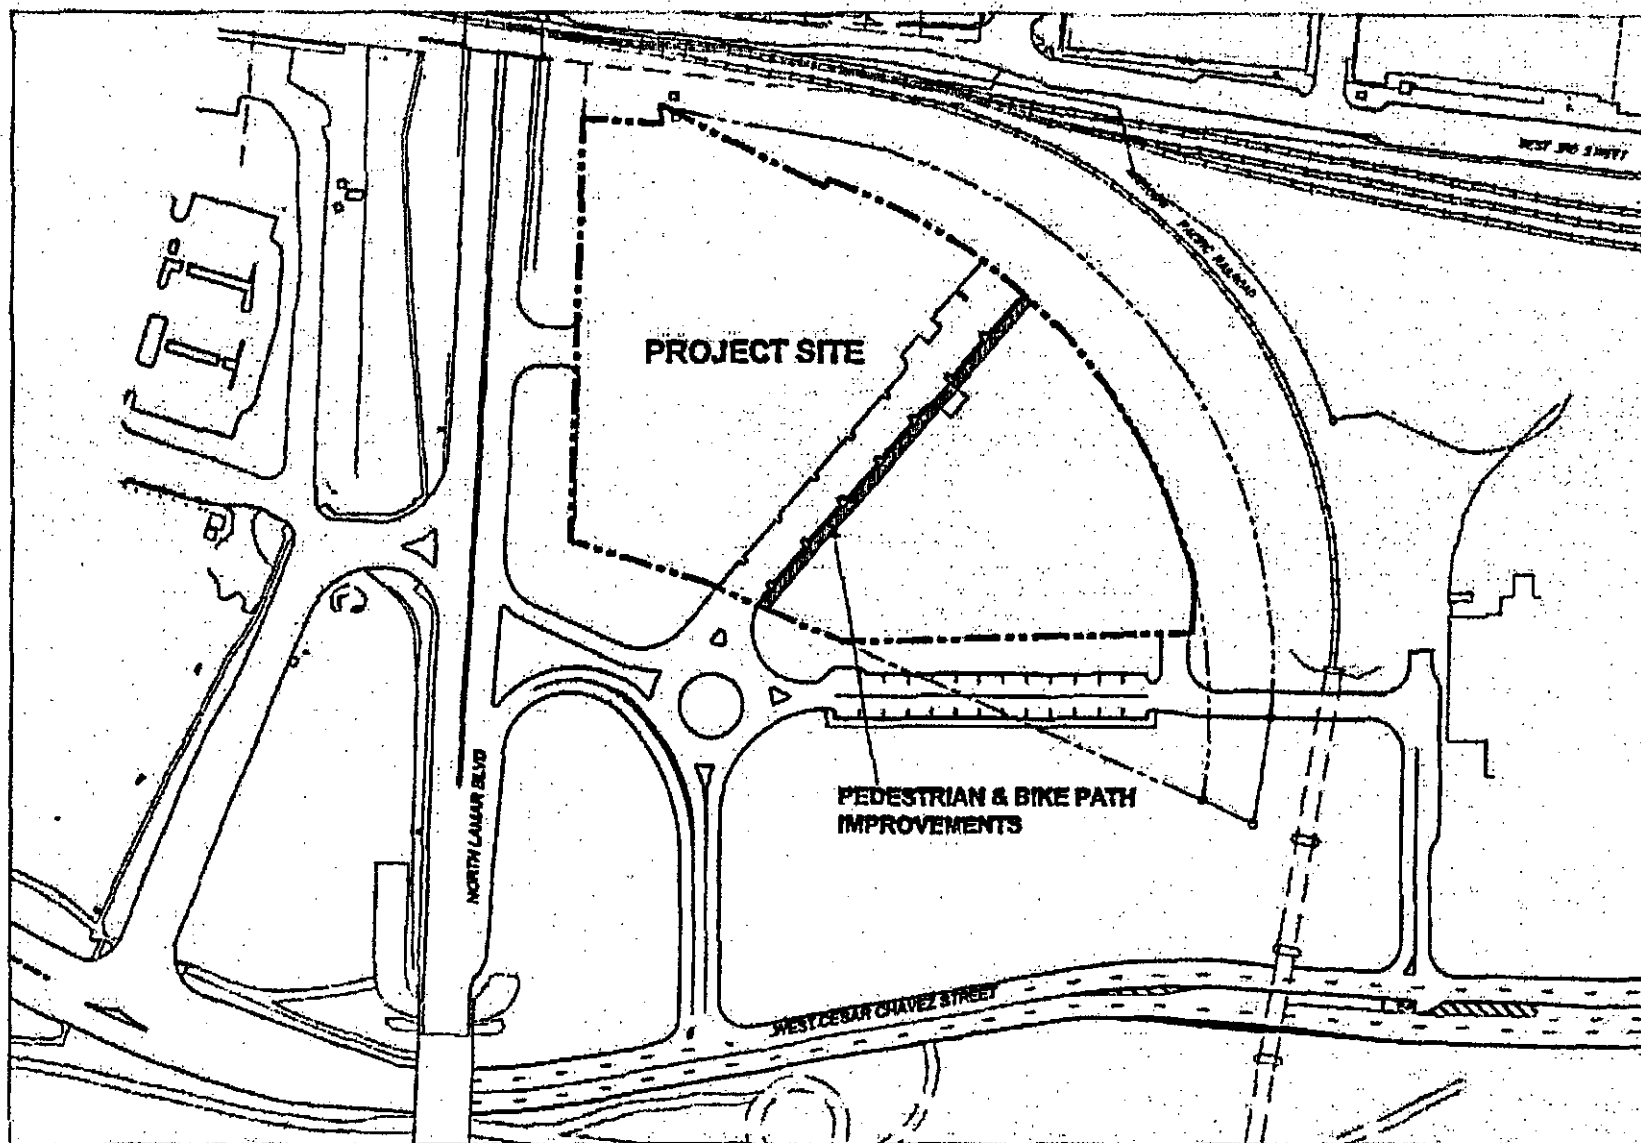 WEST 3RD STREET
PACIFIC RAILROAD
PROJECT SITE
PEDESTRIAN & BIKE PATH
IMPROVEMENTS
NORTH LAMAR BLVD
WEST CESAR CHAVEZ STREET